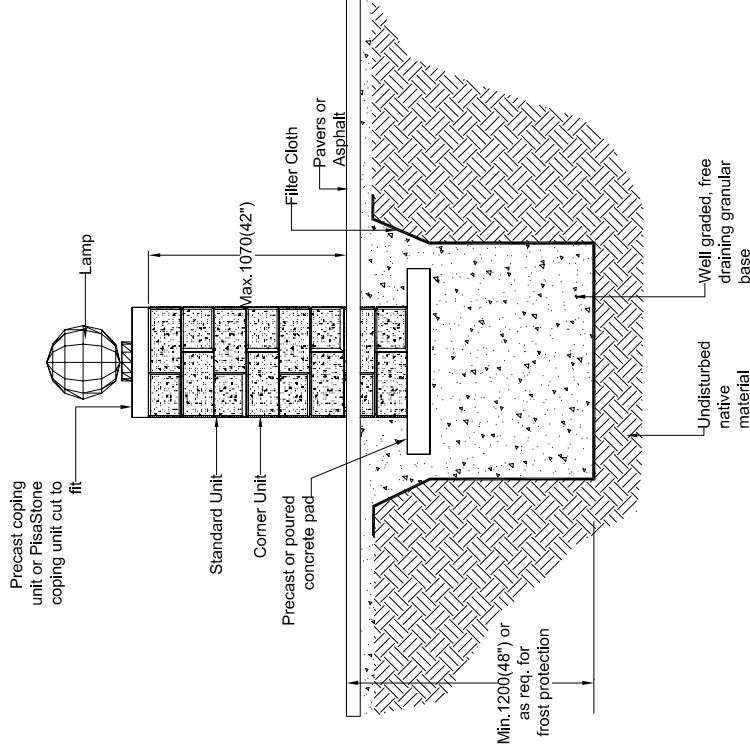 Lamp
Precast coping
unit or PisaStone
coping unit cut to
fit
Max.1070(42")
Filter Cloth
Pavers or
Asphalt
Standard Unit
Corner Unit
Precast or poured
concrete pad
Min.1200(48") or
as req. for
frost protection
Undisturbed
native
material
Well graded, free
draining granular
base